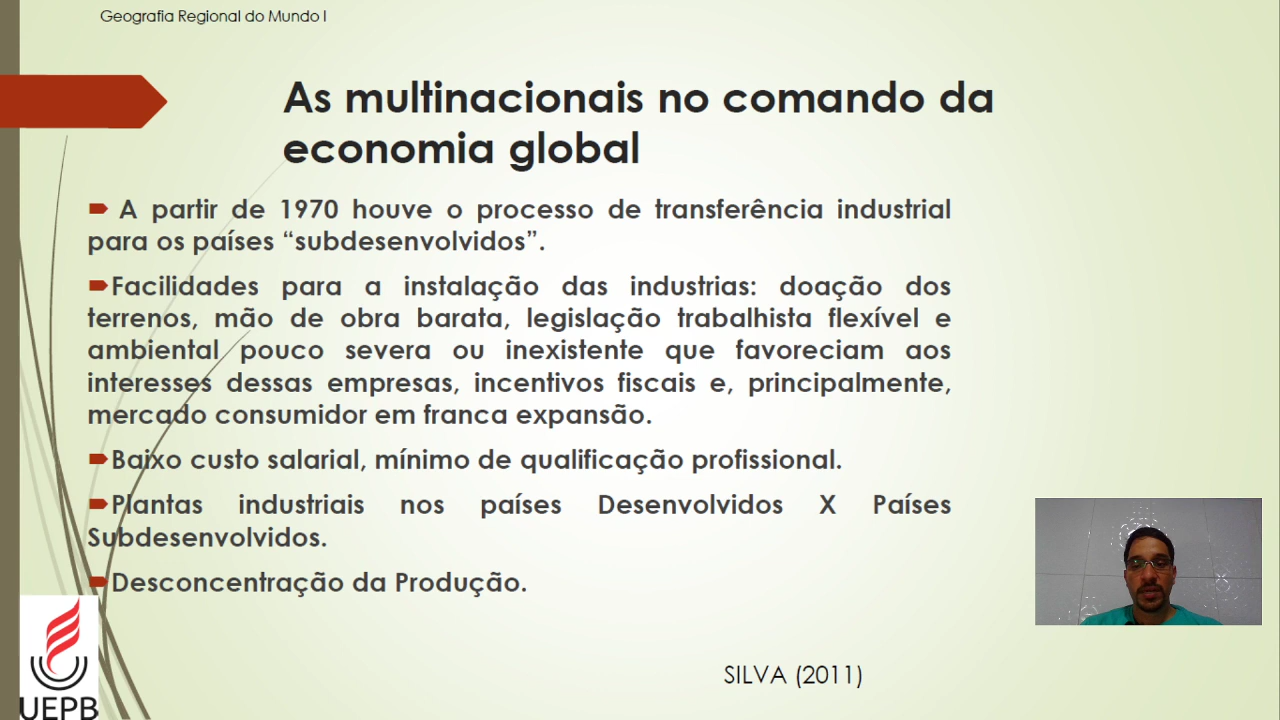 Geografia Regional do Mundo I
As multinacionais no comando da
economia global
A partir de 1970 houve o processo de transferência industrial
para os países “subdesenvolvidos”.
Facilidades para a instalação das industrias: doação dos
terrenos, mão de obra barata, legislação trabalhista flexível e
ambiental pouco severa ou inexistente que favoreciam aos
interesses dessas empresas, incentivos fiscais e, principalmente,
mercado consumidor em franca expansão.
Baixo custo salarial, mínimo de qualificação profissional.
Plantas industriais nos países Desenvolvidos X Países
Subdesenvolvidos.
Desconcentração da Produção.
SILVA (2011)
UEPB